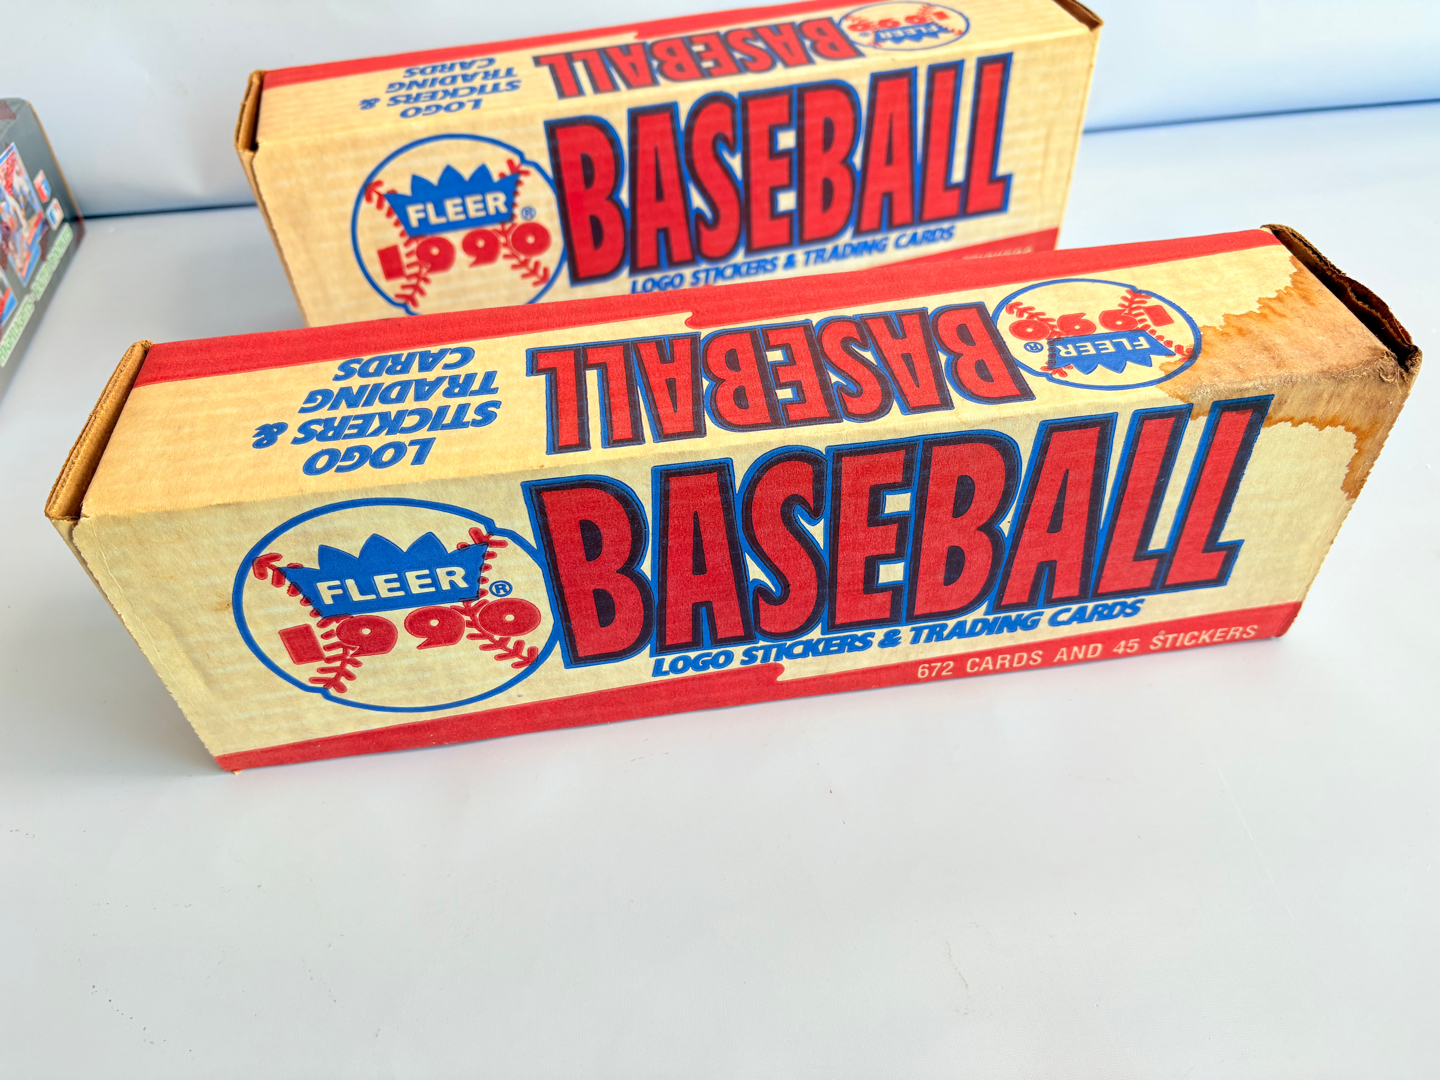 BASEBALL
FLEER
1990
LOGO
STICKERS &
TRADING
CARDS
FLEER®
1990
BASEBALL
LOGO STICKERS & TRADING CARDS
BASEBALL
FLEER®
1990
LOGO
STICKERS &
TRADING
CARDS
FLEER®
1990
BASEBALL
LOGO STICKERS & TRADING CARDS
672 CARDS AND 45 STICKERS